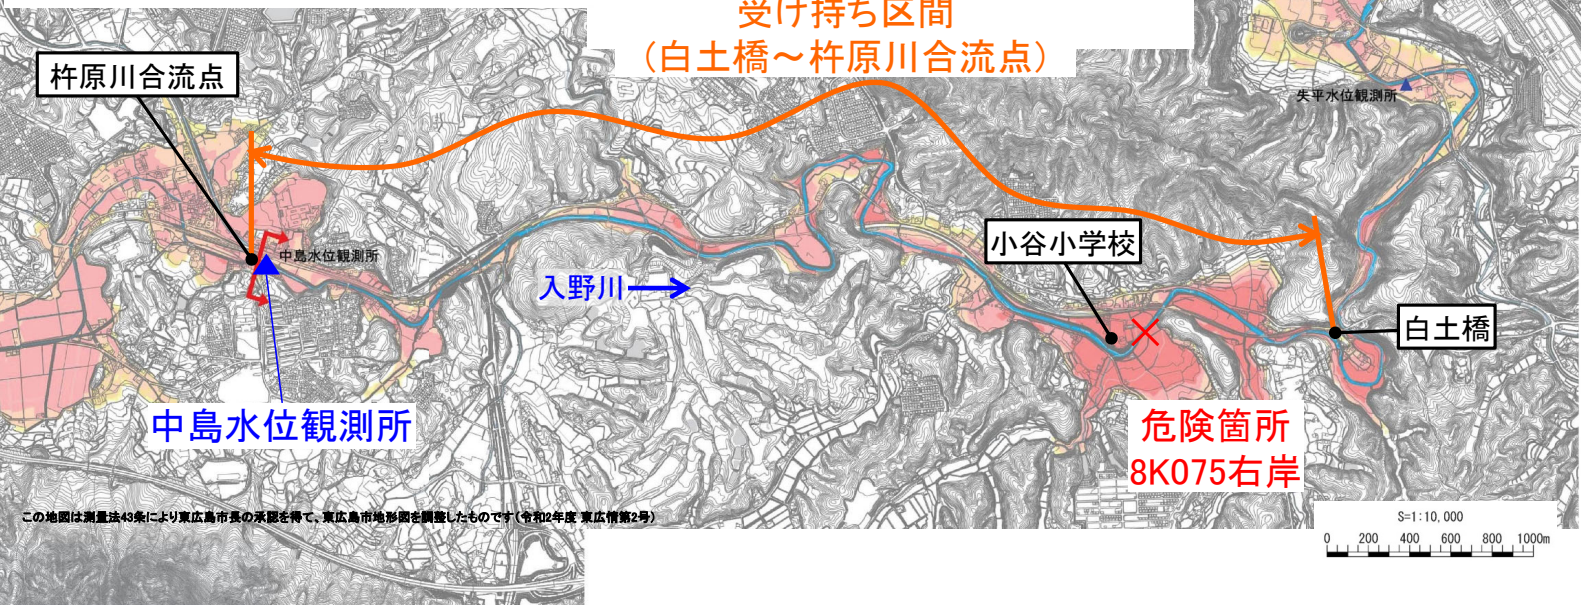 受け持ち区間
（白土橋～杵原川合流点）
杵原川合流点
失平水位観測所
中島水位観測所
小谷小学校
入野川
白土橋
中島水位観測所
危険箇所
8K075右岸
この地図は測量法43条により東広島市長の承認を得て、東広島市地形図を調整したものです（令和2年度 東広情第2号）
S=1:10,000
0 200 400 600 800 1000m